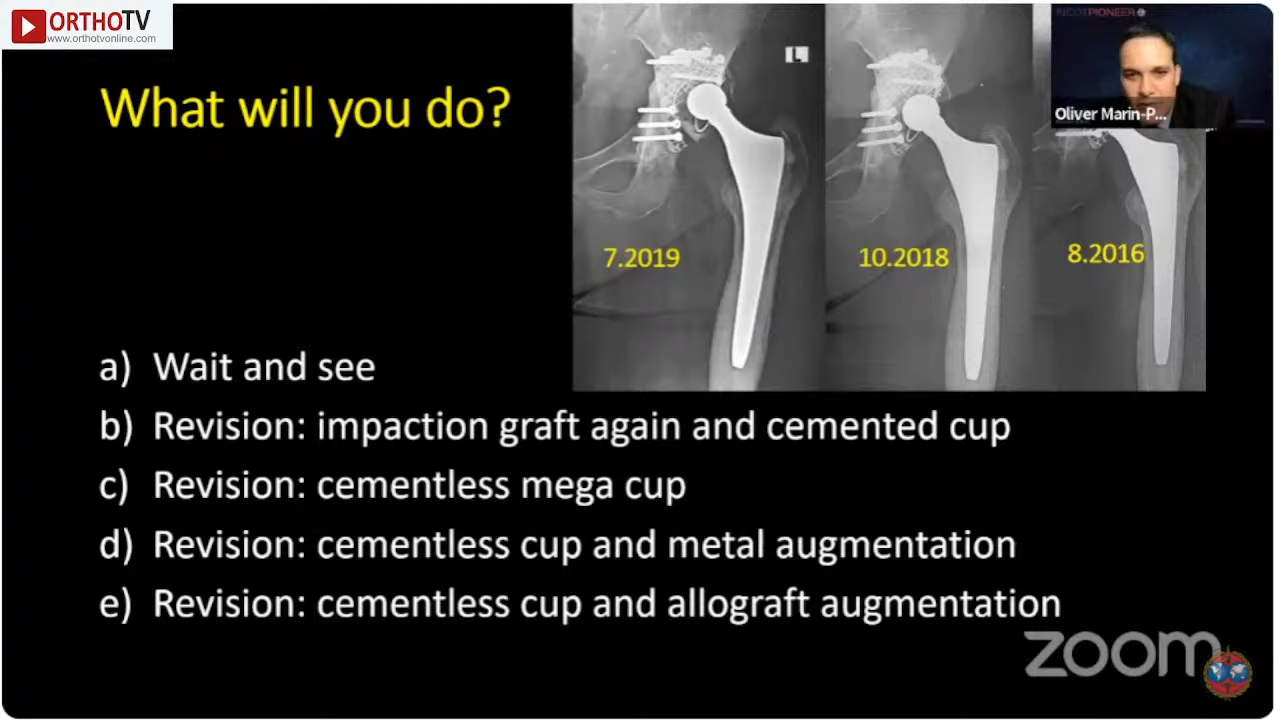 ORTHOTV
www.orthotvonline.com
INCOTPIONEER
Oliver Marin-P...
What will you do?
L
7.2019
10.2018
8.2016
a) Wait and see
b) Revision: impaction graft again and cemented cup
c) Revision: cementless mega cup
d) Revision: cementless cup and metal augmentation
e) Revision: cementless cup and allograft augmentation
zoom